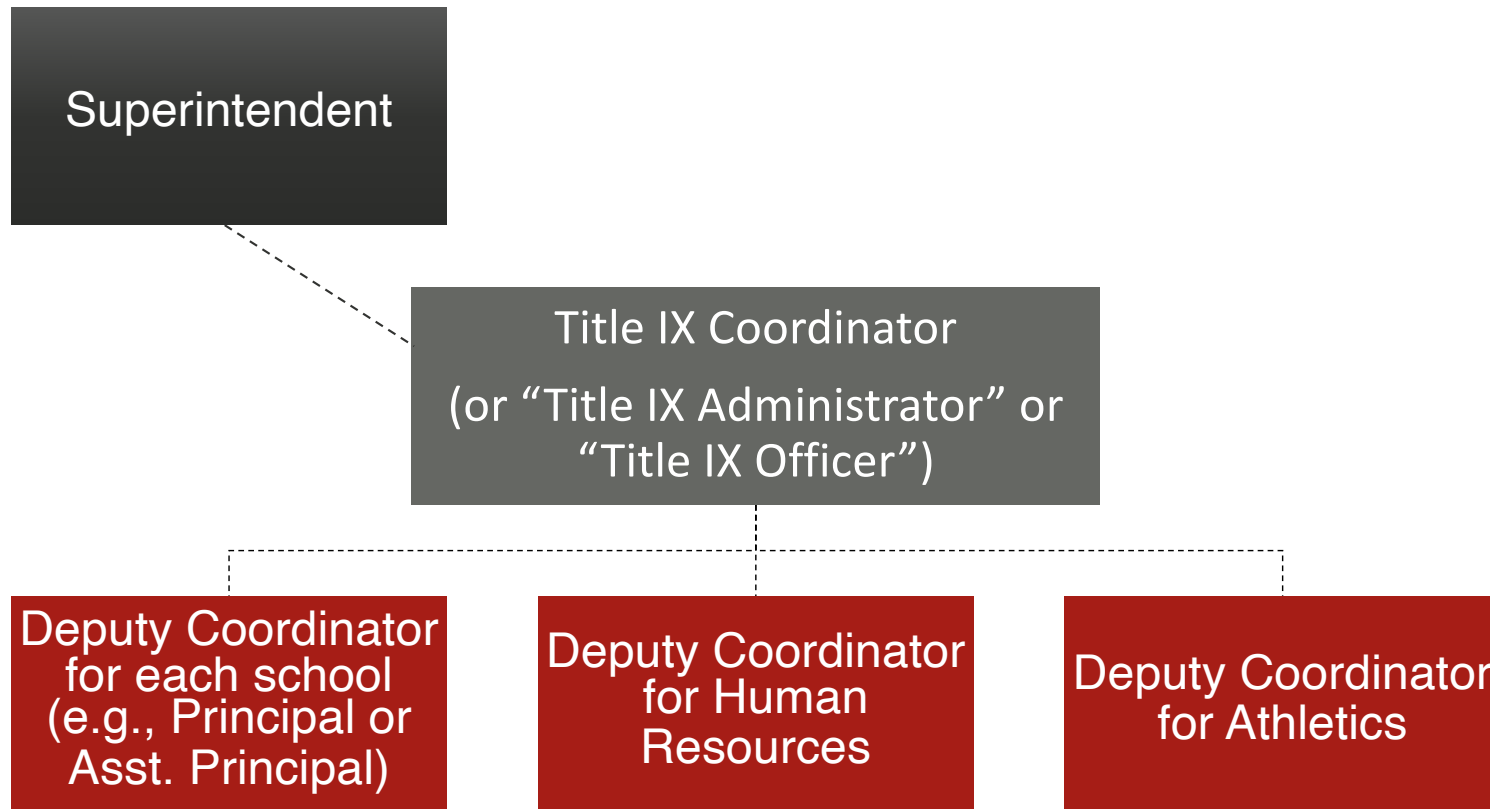 Superintendent
Title IX Coordinator
(or “Title IX Administrator” or
“Title IX Officer”)
Deputy Coordinator
for each school
(e.g., Principal or
Asst. Principal)
Deputy Coordinator
for Human
Resources
Deputy Coordinator
for Athletics